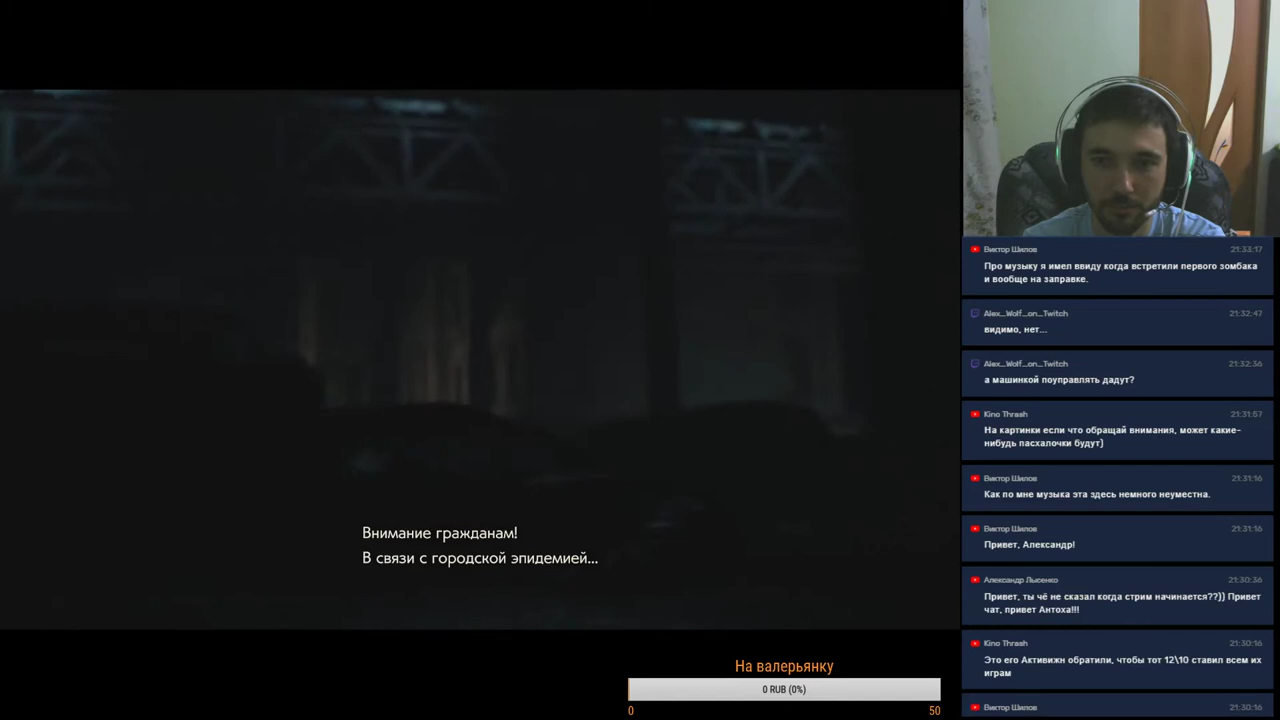 Внимание гражданам!
В связи с городской эпидемией...
На валерьянку
0 RUB (0%)
0
50
Виктор Шилов
21:33:17
Про музыку я имел ввиду когда встретили первого зомбака
и вообще на заправке.
Alex_Wolf_on_Twitch
21:32:47
видимо, нет...
Alex_Wolf_on_Twitch
21:32:36
а машинкой поуправлять дадут?
Kino Thrash
21:31:57
На картинки если что обращай внимания, может какие-
нибудь пасхалочки будут)
Виктор Шилов
21:31:16
Как по мне музыка эта здесь немного неуместна.
Виктор Шилов
21:31:16
Привет, Александр!
Александр Лысенко
21:30:36
Привет, ты чё не сказал когда стрим начинается??)) Привет
чат, привет Антоха!!!
Kino Thrash
21:30:16
Это его Активижн обратили, чтобы тот 12\10 ставил всем их
играм
Виктор Шилов
21:30:16